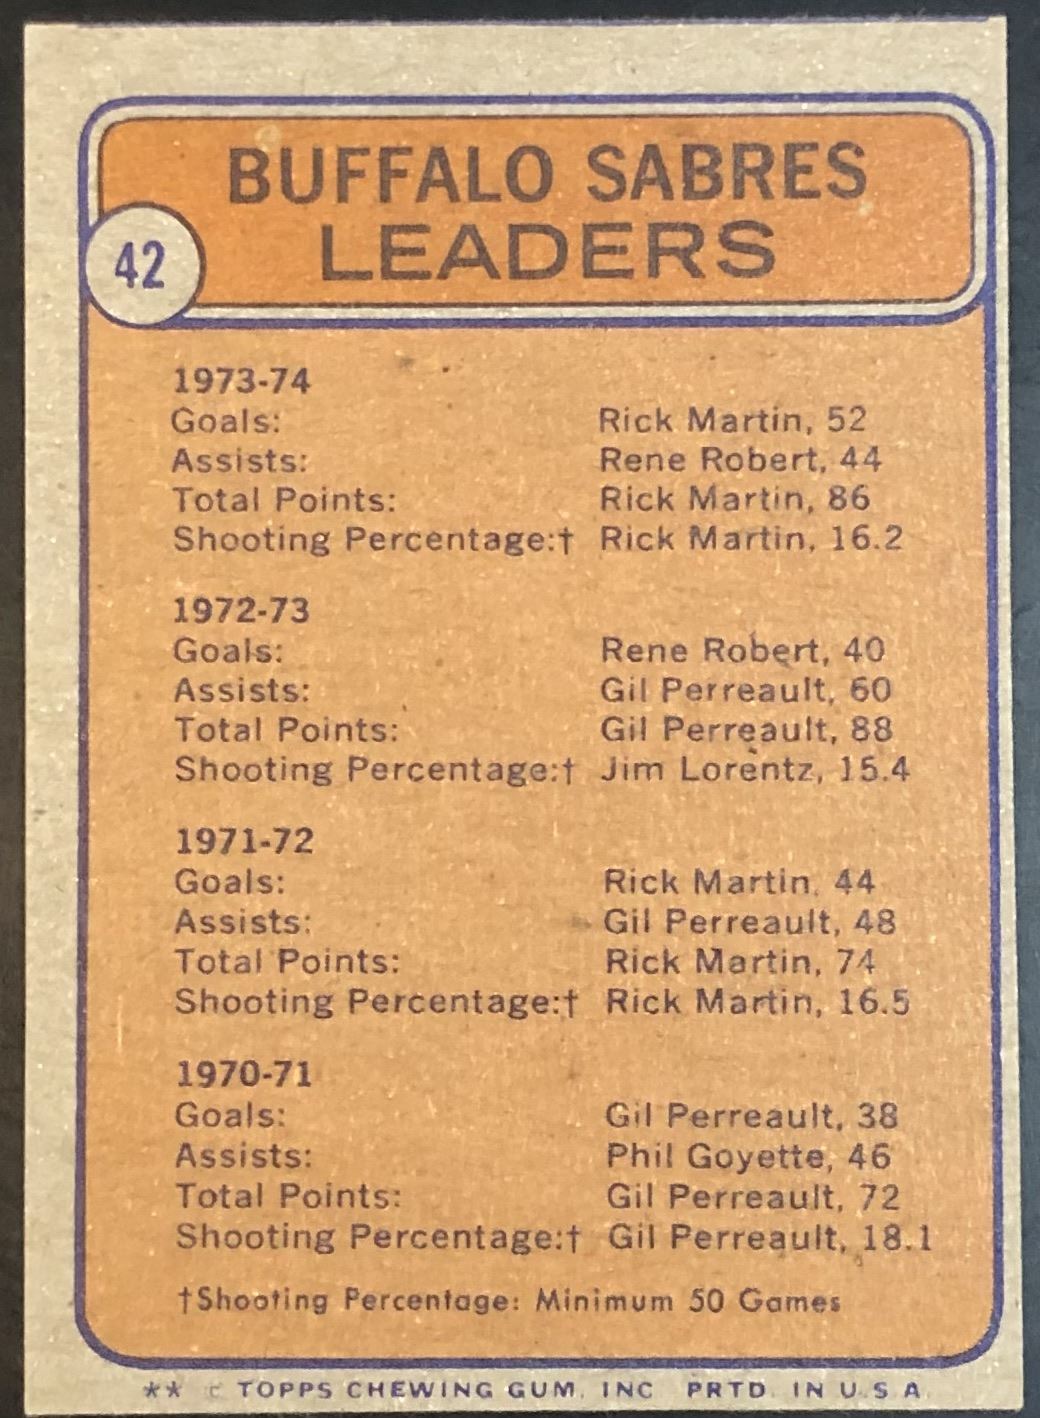 BUFFALO SABRES
LEADERS
42
1973-74
Goals: Rick Martin, 52
Assists: Rene Robert, 44
Total Points: Rick Martin, 86
Shooting Percentage:† Rick Martin, 16.2
1972-73
Goals: Rene Robert, 40
Assists: Gil Perreault, 60
Total Points: Gil Perreault, 88
Shooting Percentage:† Jim Lorentz, 15.4
1971-72
Goals: Rick Martin, 44
Assists: Gil Perreault, 48
Total Points: Rick Martin, 74
Shooting Percentage:† Rick Martin, 16.5
1970-71
Goals: Gil Perreault, 38
Assists: Phil Goyette, 46
Total Points: Gil Perreault, 72
Shooting Percentage:† Gil Perreault, 18.1
†Shooting Percentage: Minimum 50 Games
** © TOPPS CHEWING GUM, INC. PRTD. IN U.S.A.